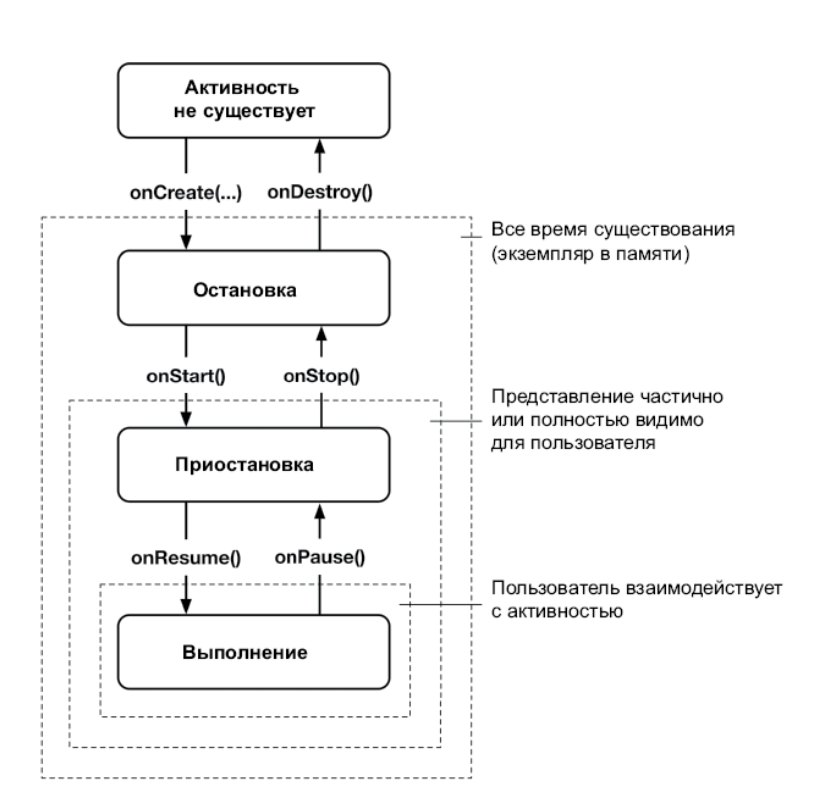 Активность
не существует
onCreate(...) onDestroy()
Все время существования
(экземпляр в памяти)
Остановка
onStart() onStop()
Представление частично
или полностью видимо
для пользователя
Приостановка
onResume() onPause()
Пользователь взаимодействует
с активностью
Выполнение